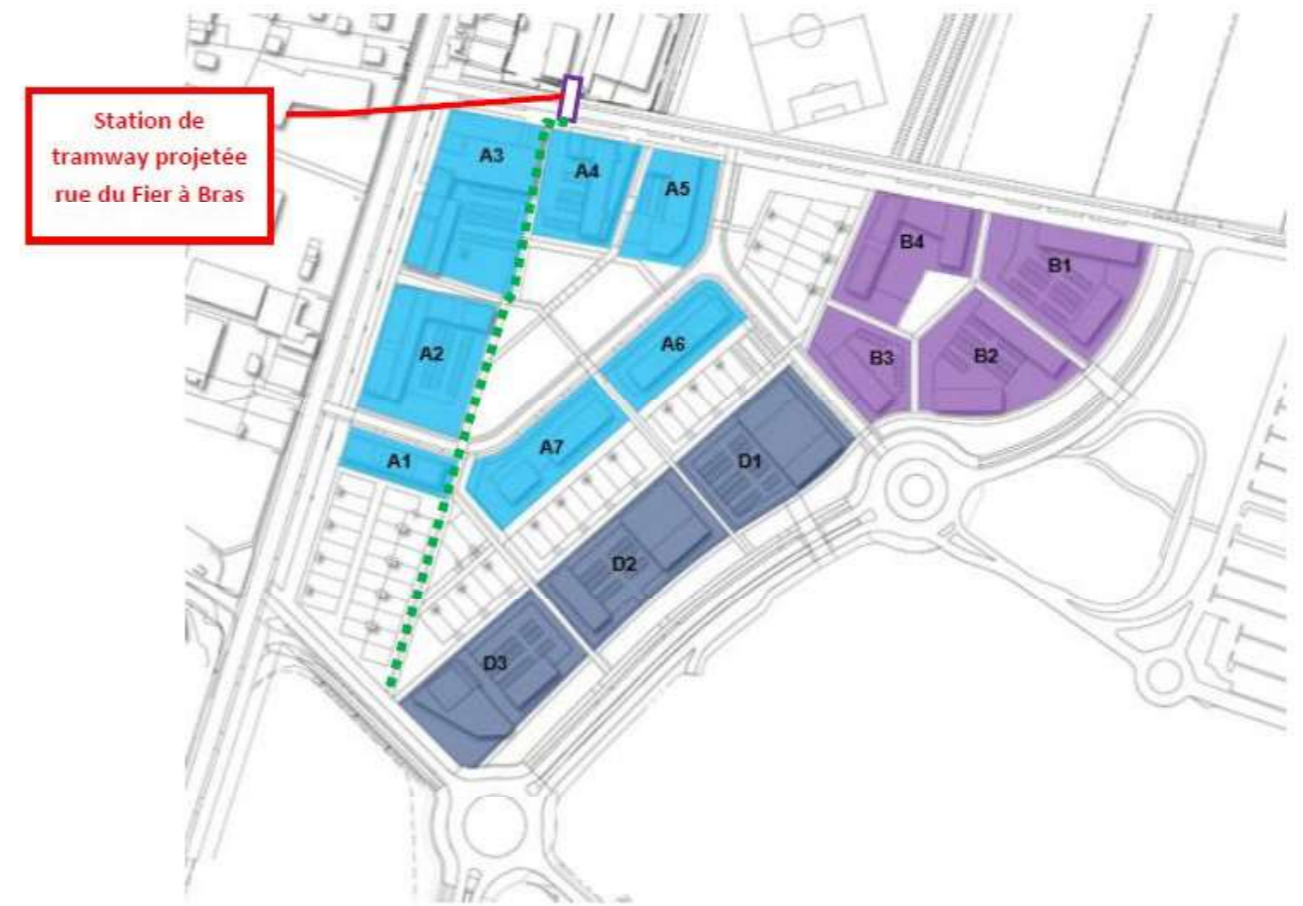 Station de
tramway projetée
rue du Fier à Bras
A3
A4
A5
B4
B1
A2
A6
B3
B2
A1
A7
D1
D2
D3